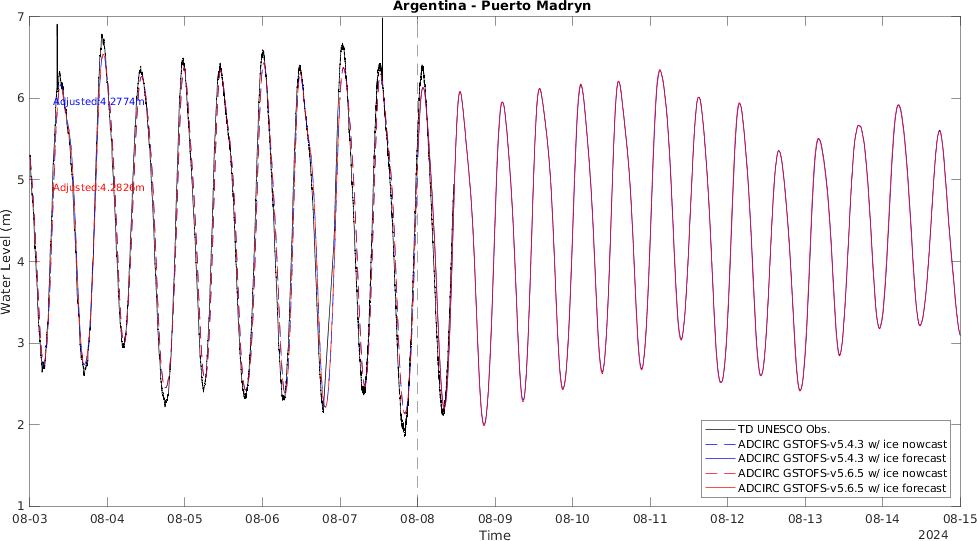 Argentina - Puerto Madryn
7
6
5
4
3
2
1
Water Level (m)
Adjusted:4.2774m
Adjusted:4.2826m
TD UNESCO Obs.
ADCIRC GSTOFS-v5.4.3 w/ ice nowcast
ADCIRC GSTOFS-v5.4.3 w/ ice forecast
ADCIRC GSTOFS-v5.6.5 w/ ice nowcast
ADCIRC GSTOFS-v5.6.5 w/ ice forecast
08-03 08-04 08-05 08-06 08-07 08-08 08-09 08-10 08-11 08-12 08-13 08-14 08-15
Time
2024